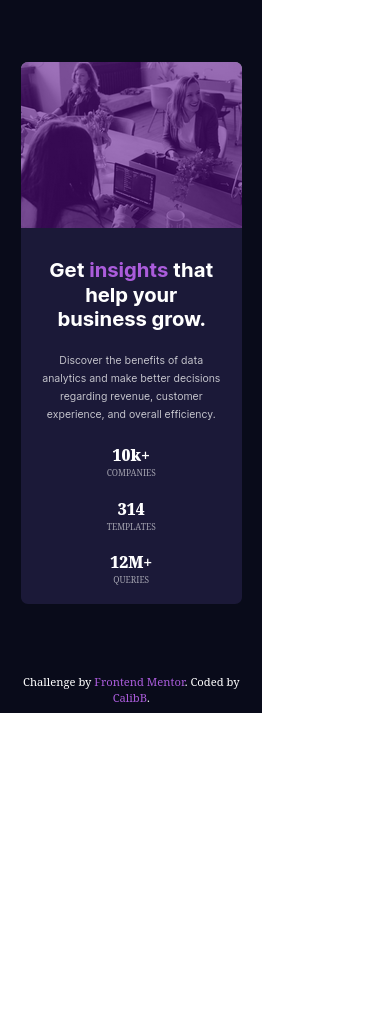 Get insights that
help your
business grow.
Discover the benefits of data
analytics and make better decisions
regarding revenue, customer
experience, and overall efficiency.
10k+
COMPANIES
314
TEMPLATES
12M+
QUERIES
Challenge by Frontend Mentor. Coded by
CalibB.